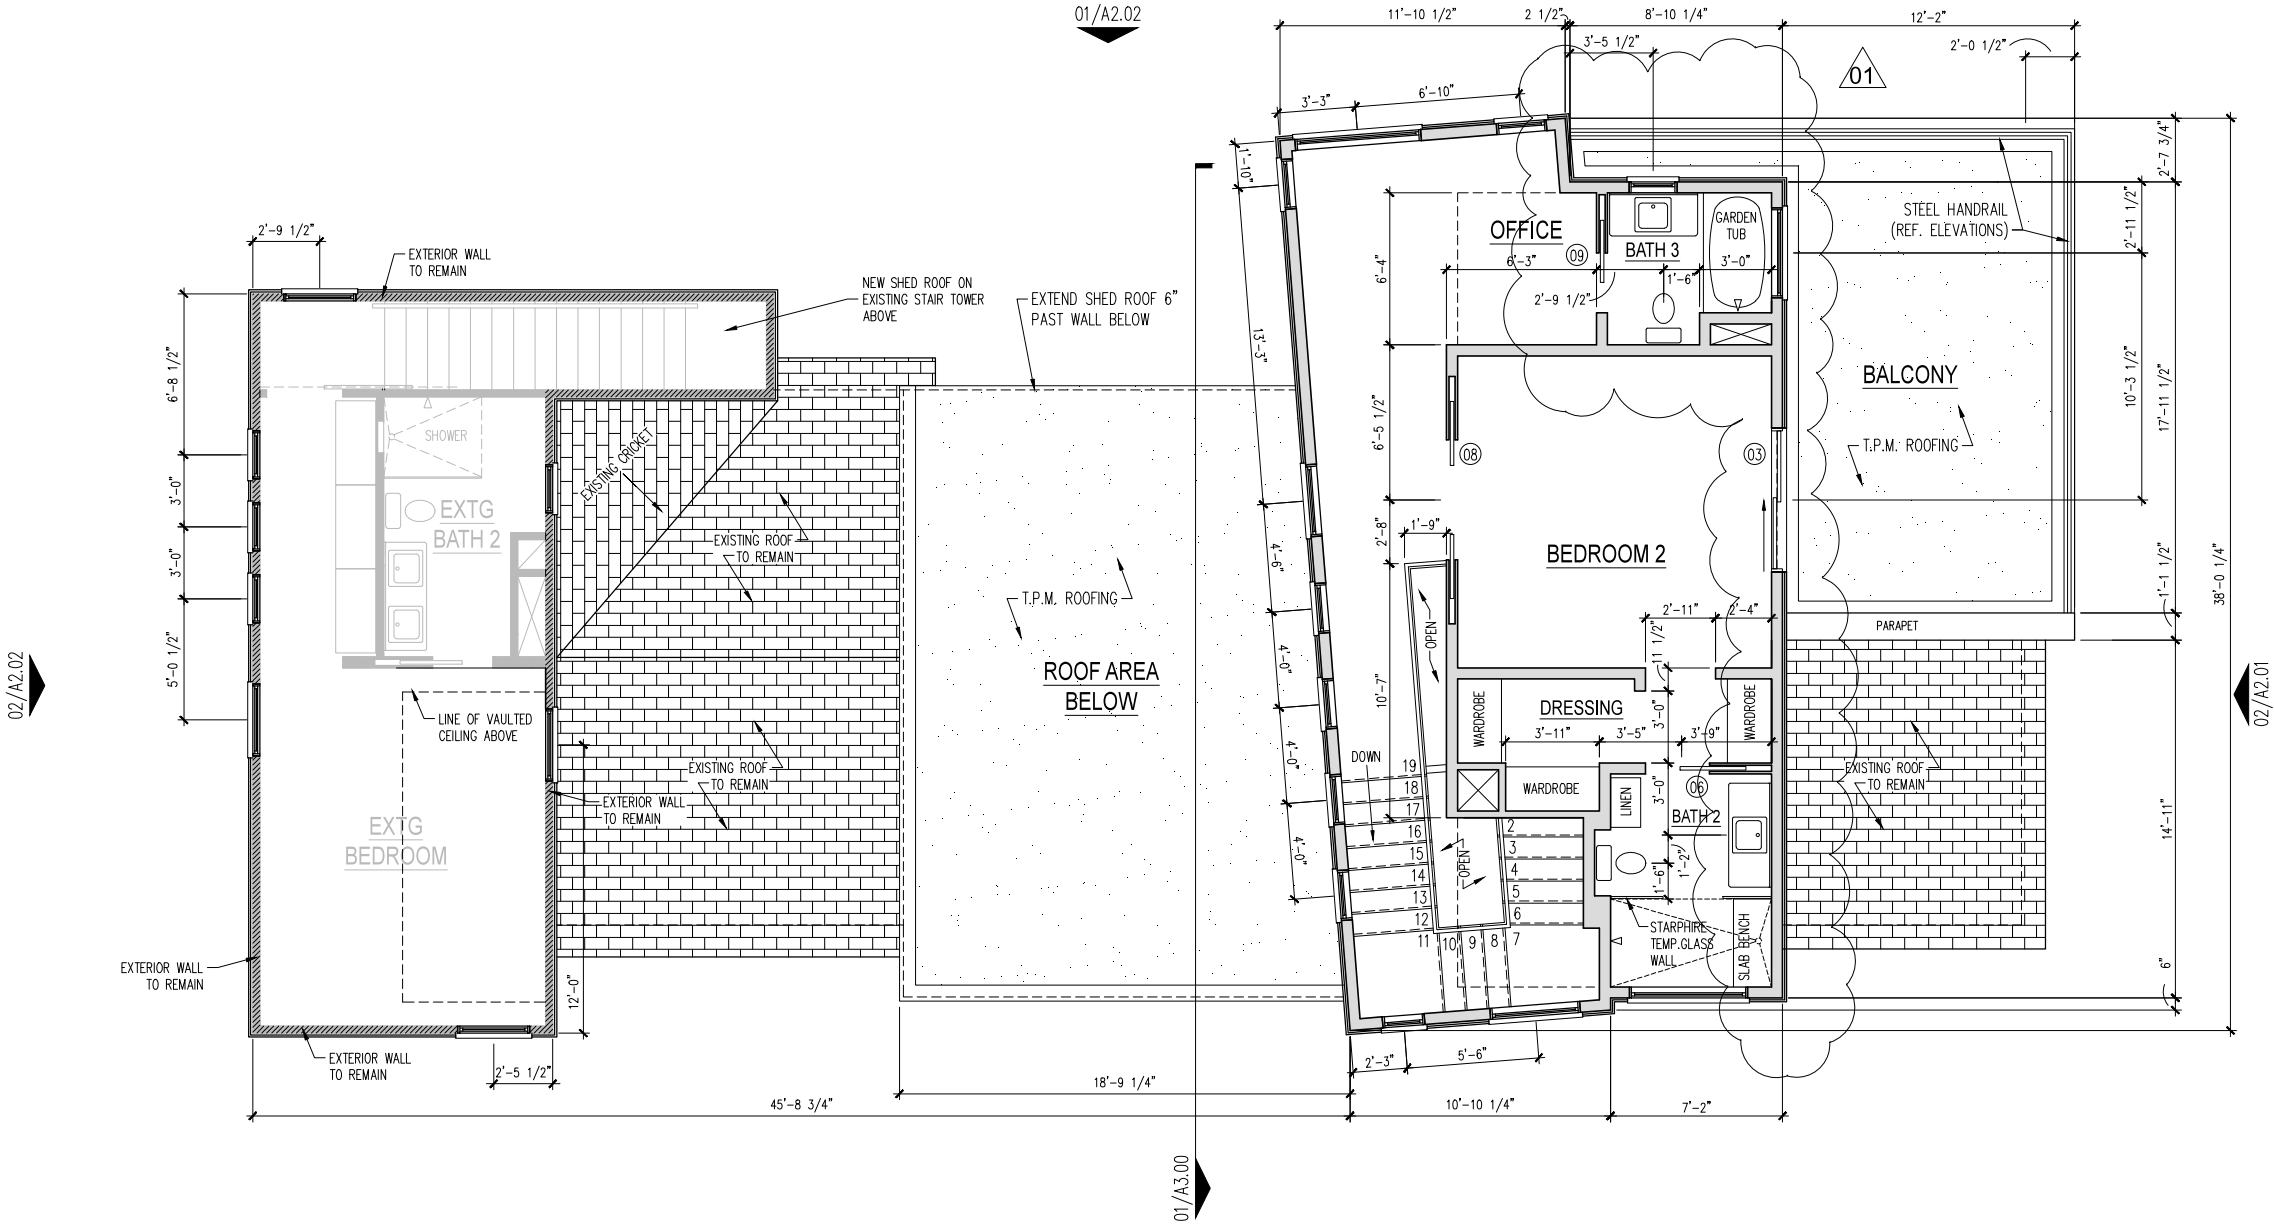 01/A2.02
11'-10 1/2"
2 1/2"
8'-10 1/4"
12'-2"
3'-5 1/2"
2'-0 1/2"
01
3'-3"
6'-10"
1'-10"
2'-7 3/4"
2'-9 1/2"
EXTERIOR WALL
TO REMAIN
NEW SHED ROOF ON
EXISTING STAIR TOWER
ABOVE
EXTEND SHED ROOF 6"
PAST WALL BELOW
OFFICE
09
BATH 3
GARDEN
TUB
STEEL HANDRAIL
(REF. ELEVATIONS)
2'-11 1/2"
6'-4"
6'-3"
1'-6"
3'-0"
2'-9 1/2"
6'-8 1/2"
13'-3"
BALCONY
10'-3 1/2"
17'-11 1/2"
SHOWER
EXISTING CRICKET
6'-5 1/2"
08
03
T.P.M. ROOFING
3'-0"
EXTG
BATH 2
EXISTING ROOF
TO REMAIN
2'-8"
1'-9"
BEDROOM 2
3'-0"
4'-6"
T.P.M. ROOFING
1'-1 1/2"
38'-0 1/4"
2'-11"
2'-4"
PARAPET
OPEN
11 1/2"
02/A2.02
5'-0 1/2"
ROOF AREA
BELOW
4'-0"
10'-7"
WARDROBE
DRESSING
3'-0"
WARDROBE
02/A2.01
LINE OF VAULTED
CEILING ABOVE
3'-11"
3'-5"
3'-9"
4'-0"
DOWN
EXISTING ROOF
TO REMAIN
EXISTING ROOF
TO REMAIN
EXTERIOR WALL
TO REMAIN
WARDROBE
LINEN
3'-0"
06
BATH 2
14'-11"
EXTG
BEDROOM
4'-0"
19
18
17
16
15
14
13
12
11
10
9
8
7
6
5
4
3
2
OPEN
1'-2"
1'-6"
STARPHIRE
TEMP.GLASS
WALL
SLAB BENCH
EXTERIOR WALL
TO REMAIN
12'-0"
6"
EXTERIOR WALL
TO REMAIN
2'-5 1/2"
2'-3"
5'-6"
18'-9 1/4"
45'-8 3/4"
10'-10 1/4"
7'-2"
01/A3.00